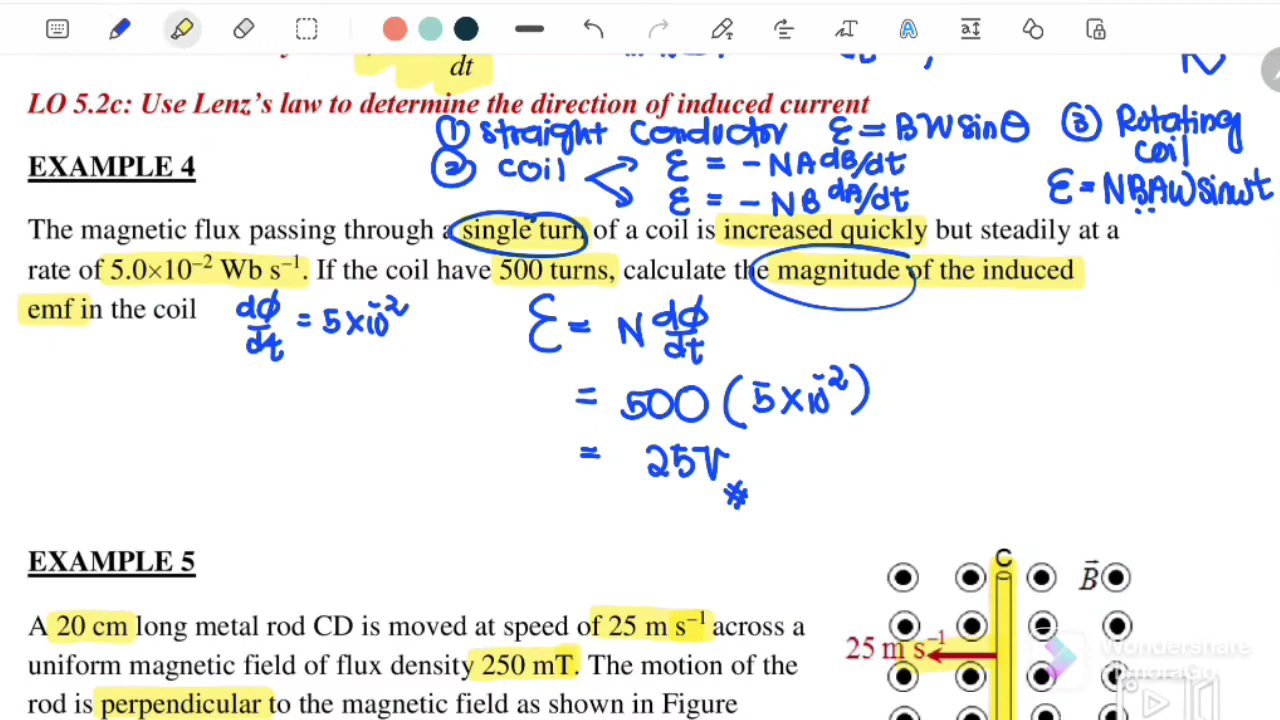 dt
LO 5.2c: Use Lenz's law to determine the direction of induced current
① straight conductor ε = Blv sinθ
③ Rotating coil
EXAMPLE 4
② coil ε = -NA dB/dt
ε = -NB dA/dt
ε = NBAω sinωt
The magnetic flux passing through a single turn of a coil is increased quickly but steadily at a
rate of 5.0×10⁻² Wb s⁻¹. If the coil have 500 turns, calculate the magnitude of the induced
emf in the coil
dϕ/dt = 5×10⁻²
ε = N dϕ/dt
= 500 (5×10⁻²)
= 25V
EXAMPLE 5
C
B⃗
A 20 cm long metal rod CD is moved at speed of 25 m s⁻¹ across a
25 m s⁻¹
uniform magnetic field of flux density 250 mT. The motion of the
rod is perpendicular to the magnetic field as shown in Figure
Wondershare
FilmoraGo